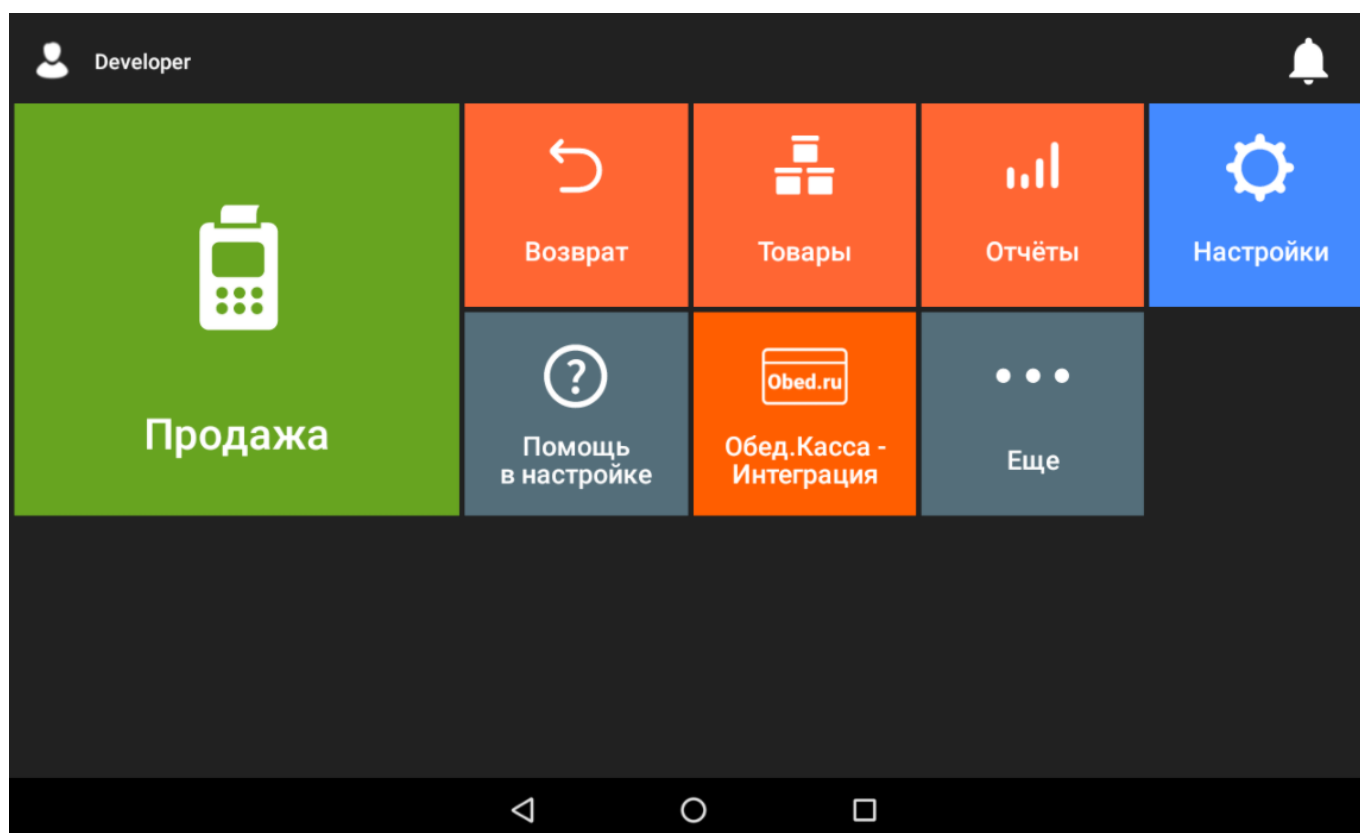 Developer
Продажа
Возврат
Товары
Отчёты
Настройки
?
Помощь
в настройке
Obed.ru
Обед.Касса -
Интеграция
Еще